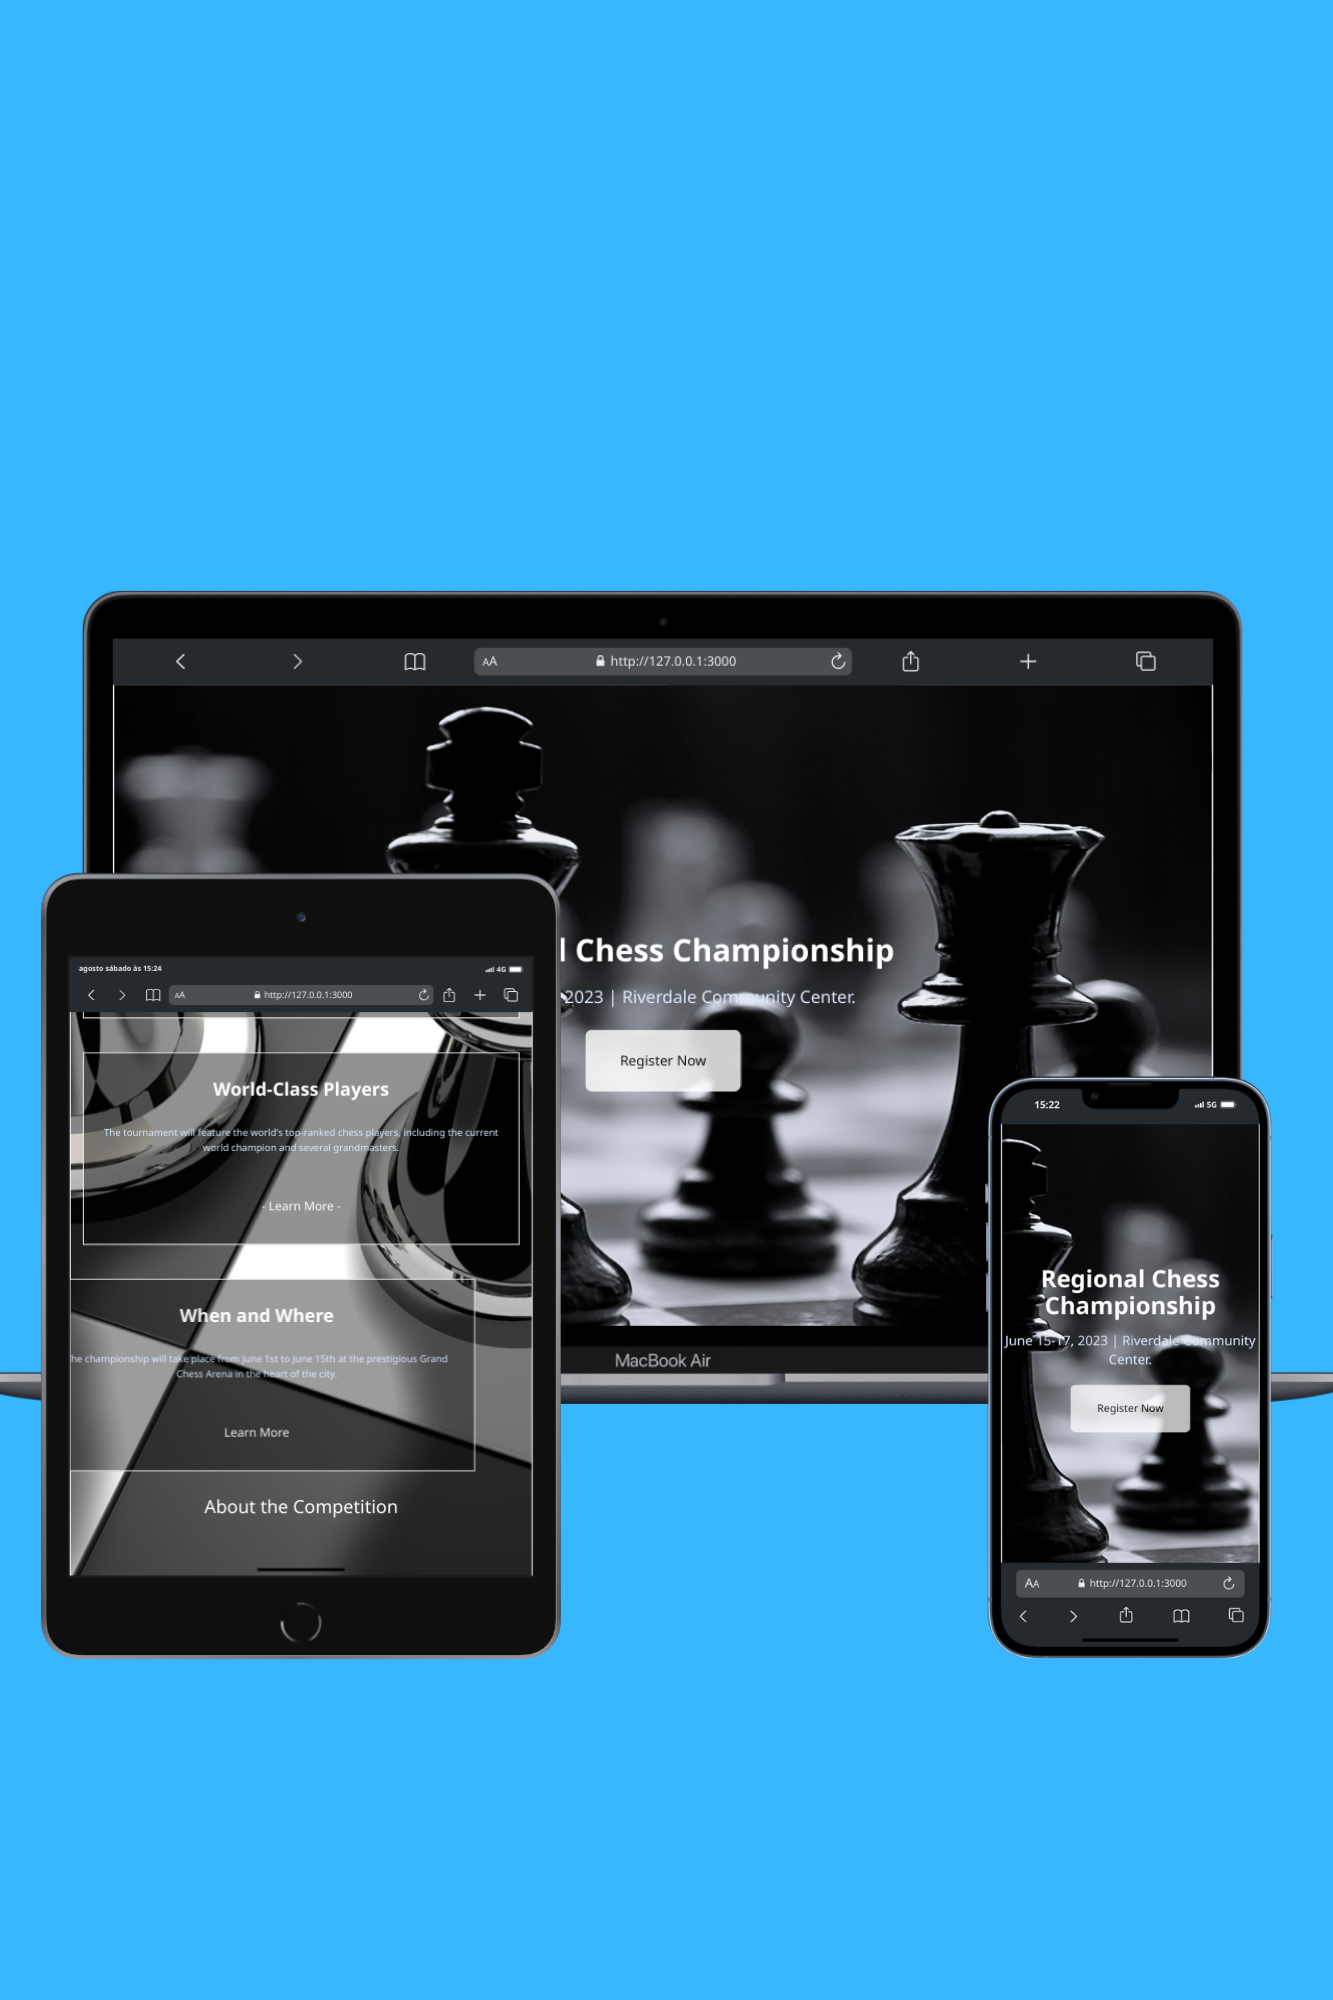 AA http://127.0.0.1:3000
l Chess Championship
2023 | Riverdale Community Center.
Register Now
MacBook Air
agosto sábado às 15:24 4G
AA http://127.0.0.1:3000
World-Class Players
The tournament will feature the world's top-ranked chess players, including the current
world champion and several grandmasters.
- Learn More -
When and Where
he championship will take place from June 1st to June 15th at the prestigious Grand
Chess Arena in the heart of the city.
Learn More
About the Competition
15:22 5G
Regional Chess
Championship
June 15-17, 2023 | Riverdale Community
Center.
Register Now
AA http://127.0.0.1:3000